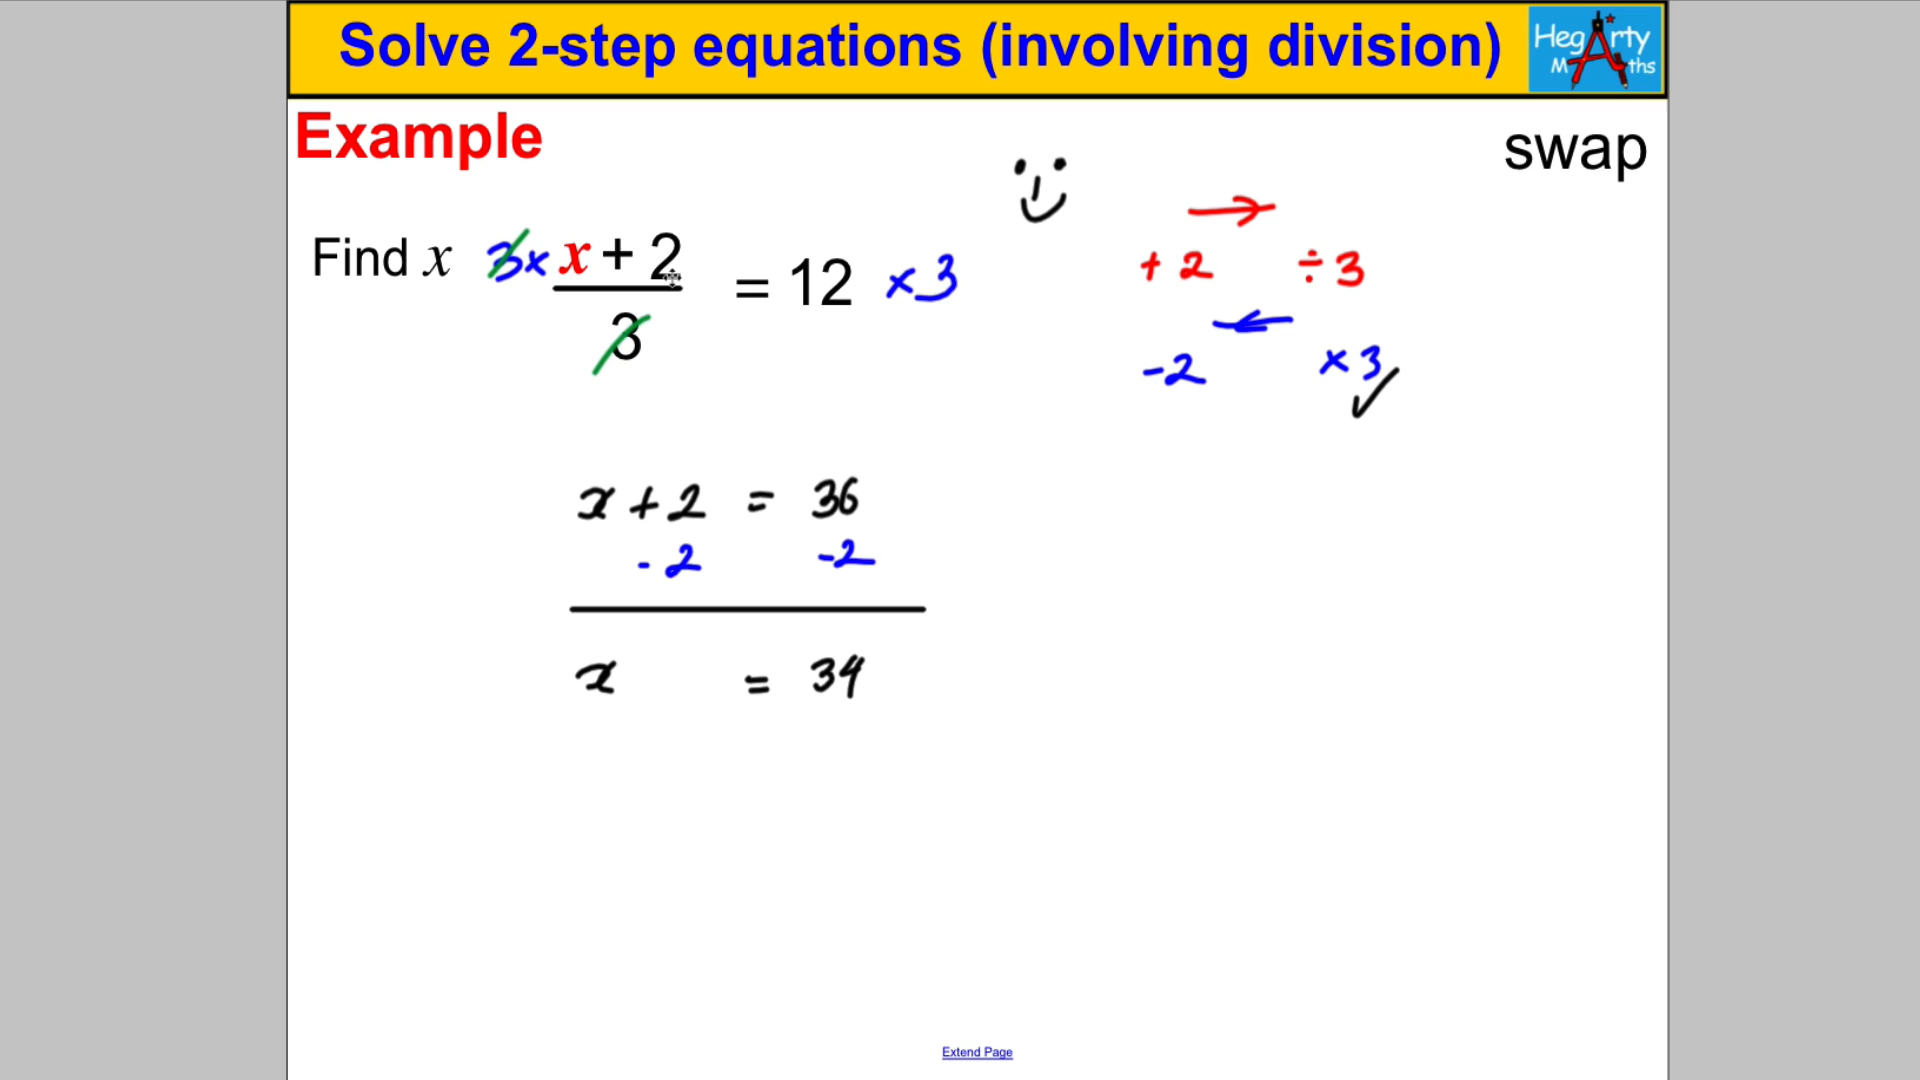 Solve 2-step equations (involving division)
HegArty
Maths
Example
swap
Find x 3× x + 2 / 3 = 12 ×3
+ 2 ÷ 3
- 2 × 3
x + 2 = 36
- 2 - 2
x = 34
Extend Page